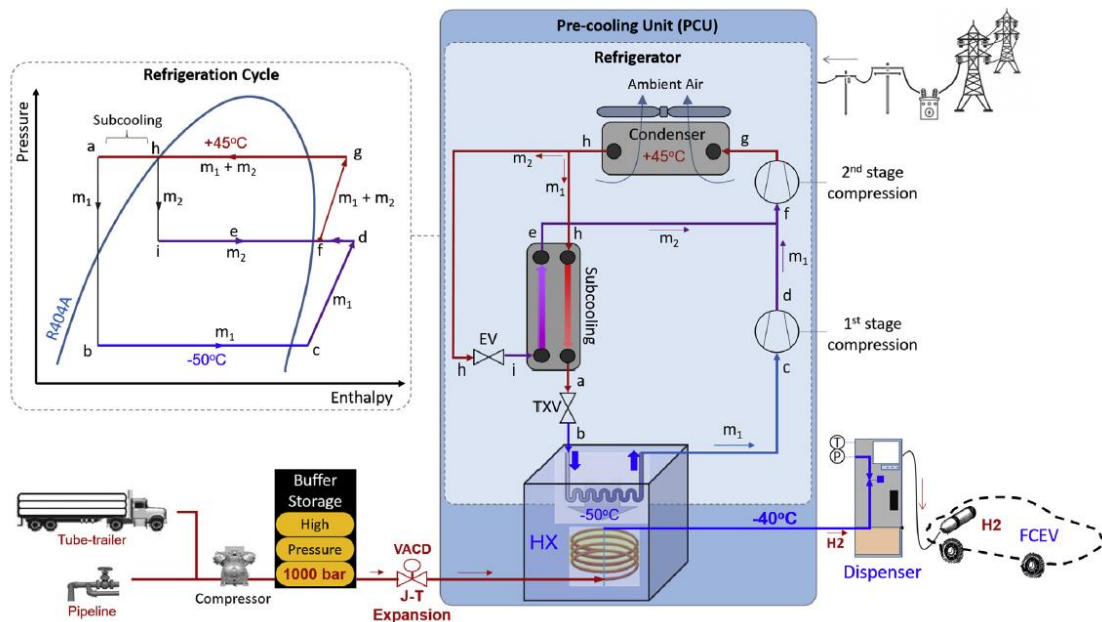 Pre-cooling Unit (PCU)
Refrigerator
Ambient Air
Condenser
+45°C
h
g
m₂
m₁
2nd stage
compression
f
e
h
m₂
m₁
Subcooling
d
1st stage
compression
EV
h
i
a
c
TXV
b
m₁
-50°C
HX
-40°C
H2
Refrigeration Cycle
Pressure
Subcooling
a
h
+45°C
g
m₁ + m₂
m₁
m₂
m₁ + m₂
e
d
i
m₂
f
m₁
R404A
m₁
b
-50°C
c
Enthalpy
Tube-trailer
Pipeline
Compressor
Buffer
Storage
High
Pressure
1000 bar
VACD
J-T
Expansion
T
P
Dispenser
H2
FCEV